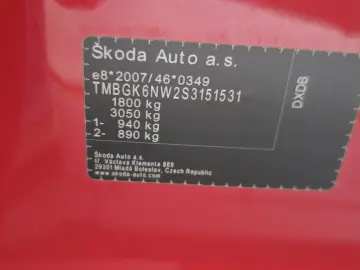 Škoda Auto a.s.
e8*2007/46*0349
TMBGK6NW2S3151531
1800 kg
3050 kg
1- 940 kg
2- 890 kg
DXDB
Škoda Auto a.s.
tř. Václava Klementa 869
29301 Mladá Boleslav, Czech Republic
www.skoda-auto.com